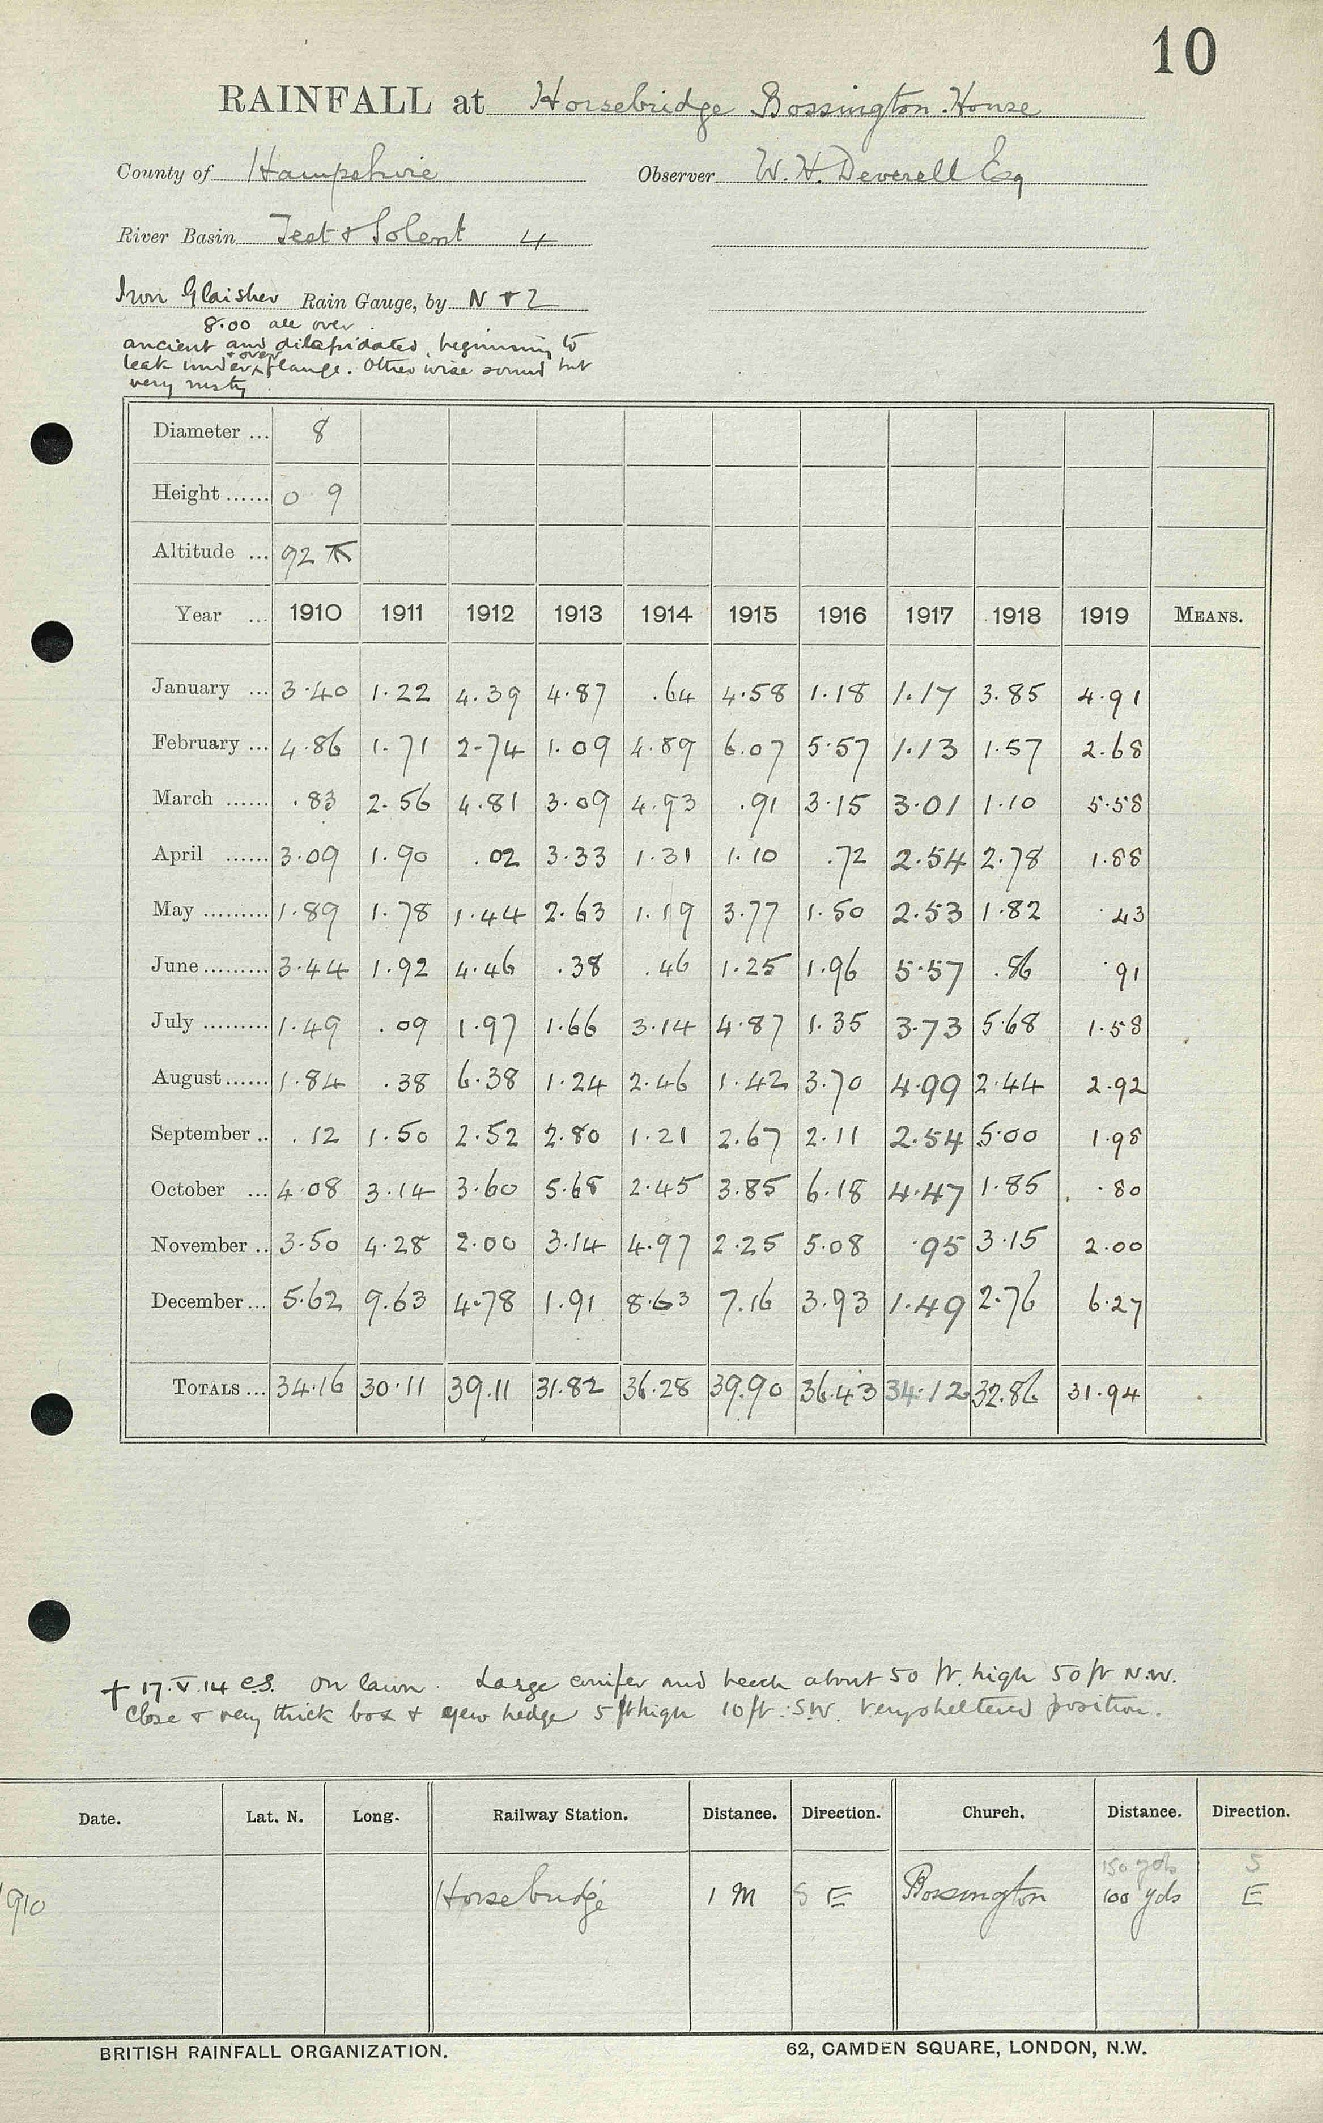 10
RAINFALL at Horsebridge Bossington House
County of Hampshire Observer W. H. Deverell Esq
River Basin Test & Solent 4
Iron Glaisher Rain Gauge, by N & Z
8.00 all over
ancient and dilapidated, beginning to
leak under & over flange. Otherwise sound but
very rusty
Diameter ... 8
Height ...... 0 9
Altitude ... 92
Year ... 1910 1911 1912 1913 1914 1915 1916 1917 1918 1919 MEANS.
January ... 3.40 1.22 4.39 4.87 .64 4.58 1.18 1.17 3.85 4.91
February ... 4.86 1.71 2.74 1.09 4.89 6.07 5.57 1.13 1.57 2.68
March ...... .83 2.56 4.81 3.09 4.93 .91 3.15 3.01 1.10 5.58
April ...... 3.09 1.90 .02 3.33 1.31 1.10 .72 2.54 2.78 1.88
May ......... 1.89 1.78 1.44 2.63 1.19 3.77 1.50 2.53 1.82 .43
June ......... 3.44 1.92 4.46 .38 .46 1.25 1.96 5.57 .86 .91
July ......... 1.49 .09 1.97 1.66 3.14 4.87 1.35 3.73 5.68 1.58
August ...... 1.84 .38 6.38 1.24 2.46 1.42 3.70 4.99 2.44 2.92
September .. .12 1.50 2.52 2.80 1.21 2.67 2.11 2.54 5.00 1.98
October ... 4.08 3.14 3.60 5.68 2.45 3.85 6.18 4.47 1.85 .80
November .. 3.50 4.28 2.00 3.14 4.97 2.25 5.08 .95 3.15 2.00
December ... 5.62 9.63 4.78 1.91 8.63 7.16 3.93 1.49 2.76 6.27
TOTALS ... 34.16 30.11 39.11 31.82 36.28 39.90 36.43 34.12 32.86 31.94
+ 17.V.14 C.S. On lawn. Large conifer and beech about 50 ft. high 50 ft N.W.
Close & very thick box & yew hedge 5 ft high 10 ft. SW. Very sheltered position.
Date. Lat. N. Long. Railway Station. Distance. Direction. Church. Distance. Direction.
150 yds S
1910 Horsebridge 1 M S E Bossington 100 yds E
BRITISH RAINFALL ORGANIZATION. 62, CAMDEN SQUARE, LONDON, N.W.